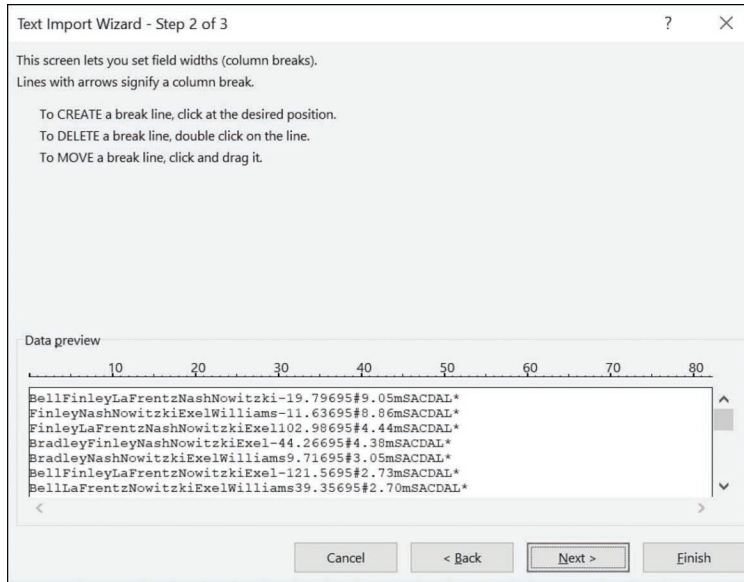 Text Import Wizard - Step 2 of 3 ? ×
This screen lets you set field widths (column breaks).
Lines with arrows signify a column break.
To CREATE a break line, click at the desired position.
To DELETE a break line, double click on the line.
To MOVE a break line, click and drag it.
Data preview
10 20 30 40 50 60 70 80
BellFinleyLaFrentzNashNowitzki-19.79695#9.05mSACDAL*
FinleyNashNowitzkiExelWilliams-11.63695#8.86mSACDAL*
FinleyLaFrentzNowitzkiExel102.98695#4.44mSACDAL*
BradleyFinleyNashNowitzkiExel-44.26695#4.38mSACDAL*
BradleyNashNowitzkiExelWilliams9.71695#3.05mSACDAL*
BellFinleyLaFrentzNowitzkiExel-121.5695#2.73mSACDAL*
BellLaFrentzNowitzkiExelWilliams39.35695#2.70mSACDAL*
Cancel < Back Next > Finish